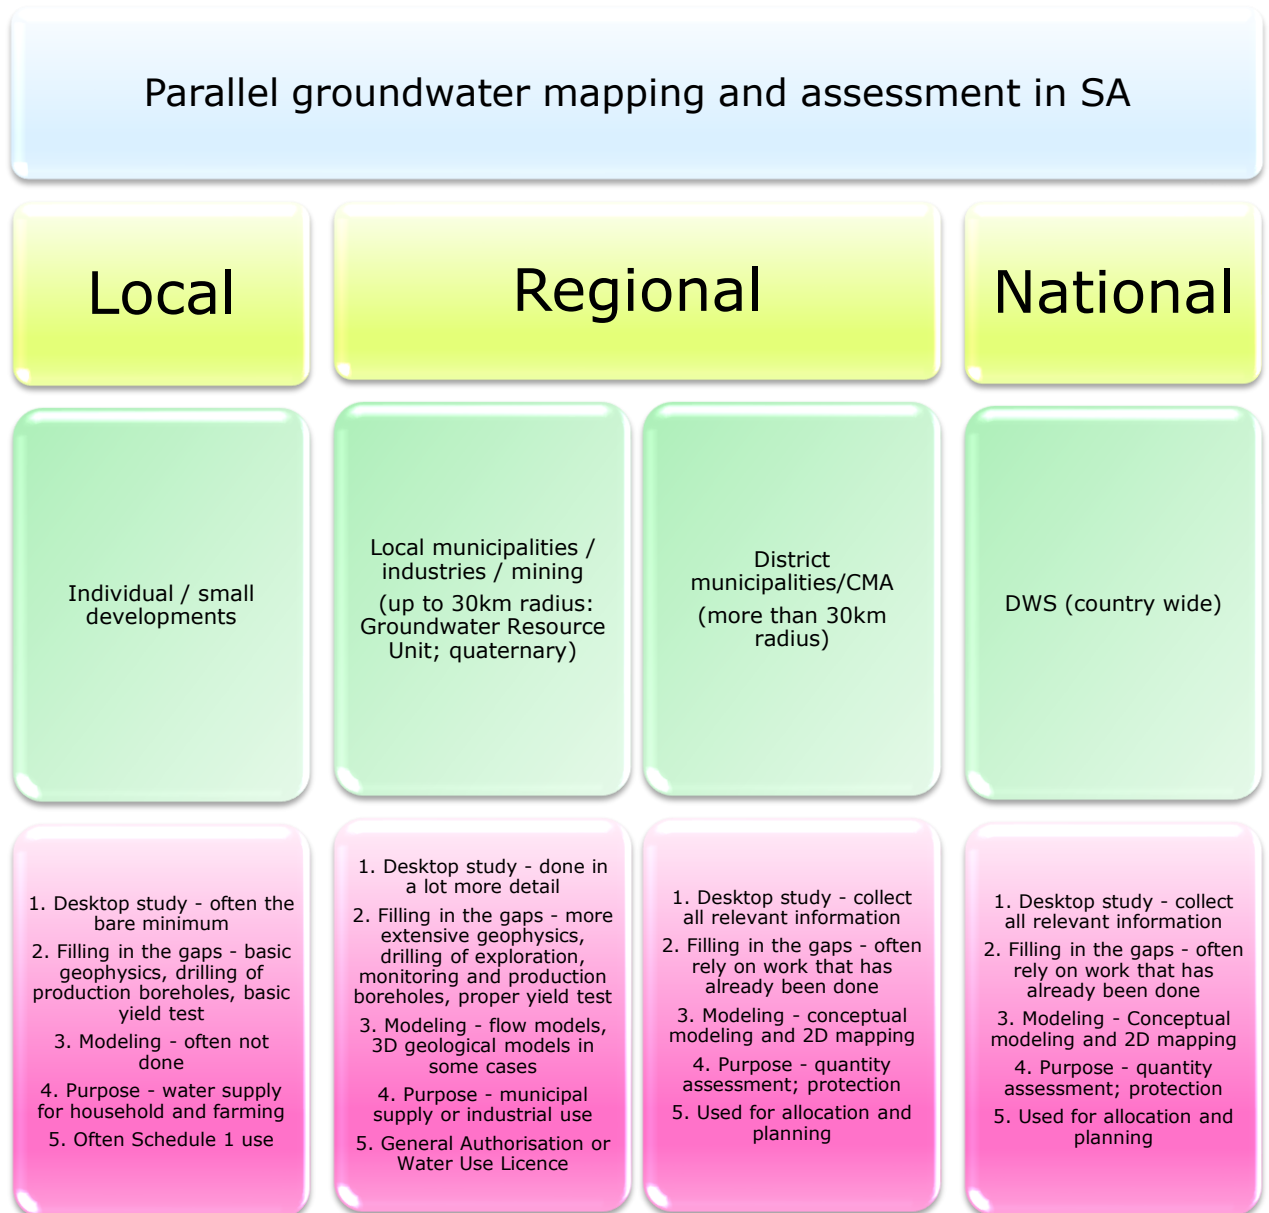 Parallel groundwater mapping and assessment in SA
Local
Regional
National
Individual / small
developments
Local municipalities /
industries / mining
(up to 30km radius:
Groundwater Resource
Unit; quaternary)
District
municipalities/CMA
(more than 30km
radius)
DWS (country wide)
1. Desktop study - often the
bare minimum
2. Filling in the gaps - basic
geophysics, drilling of
production boreholes, basic
yield test
3. Modeling - often not
done
4. Purpose - water supply
for household and farming
5. Often Schedule 1 use
1. Desktop study - done in
a lot more detail
2. Filling in the gaps - more
extensive geophysics,
drilling of exploration,
monitoring and production
boreholes, proper yield test
3. Modeling - flow models,
3D geological models in
some cases
4. Purpose - municipal
supply or industrial use
5. General Authorisation or
Water Use Licence
1. Desktop study - collect
all relevant information
2. Filling in the gaps - often
rely on work that has
already been done
3. Modeling - conceptual
modeling and 2D mapping
4. Purpose - quantity
assessment; protection
5. Used for allocation and
planning
1. Desktop study - collect
all relevant information
2. Filling in the gaps - often
rely on work that has
already been done
3. Modeling - Conceptual
modeling and 2D mapping
4. Purpose - quantity
assessment; protection
5. Used for allocation and
planning